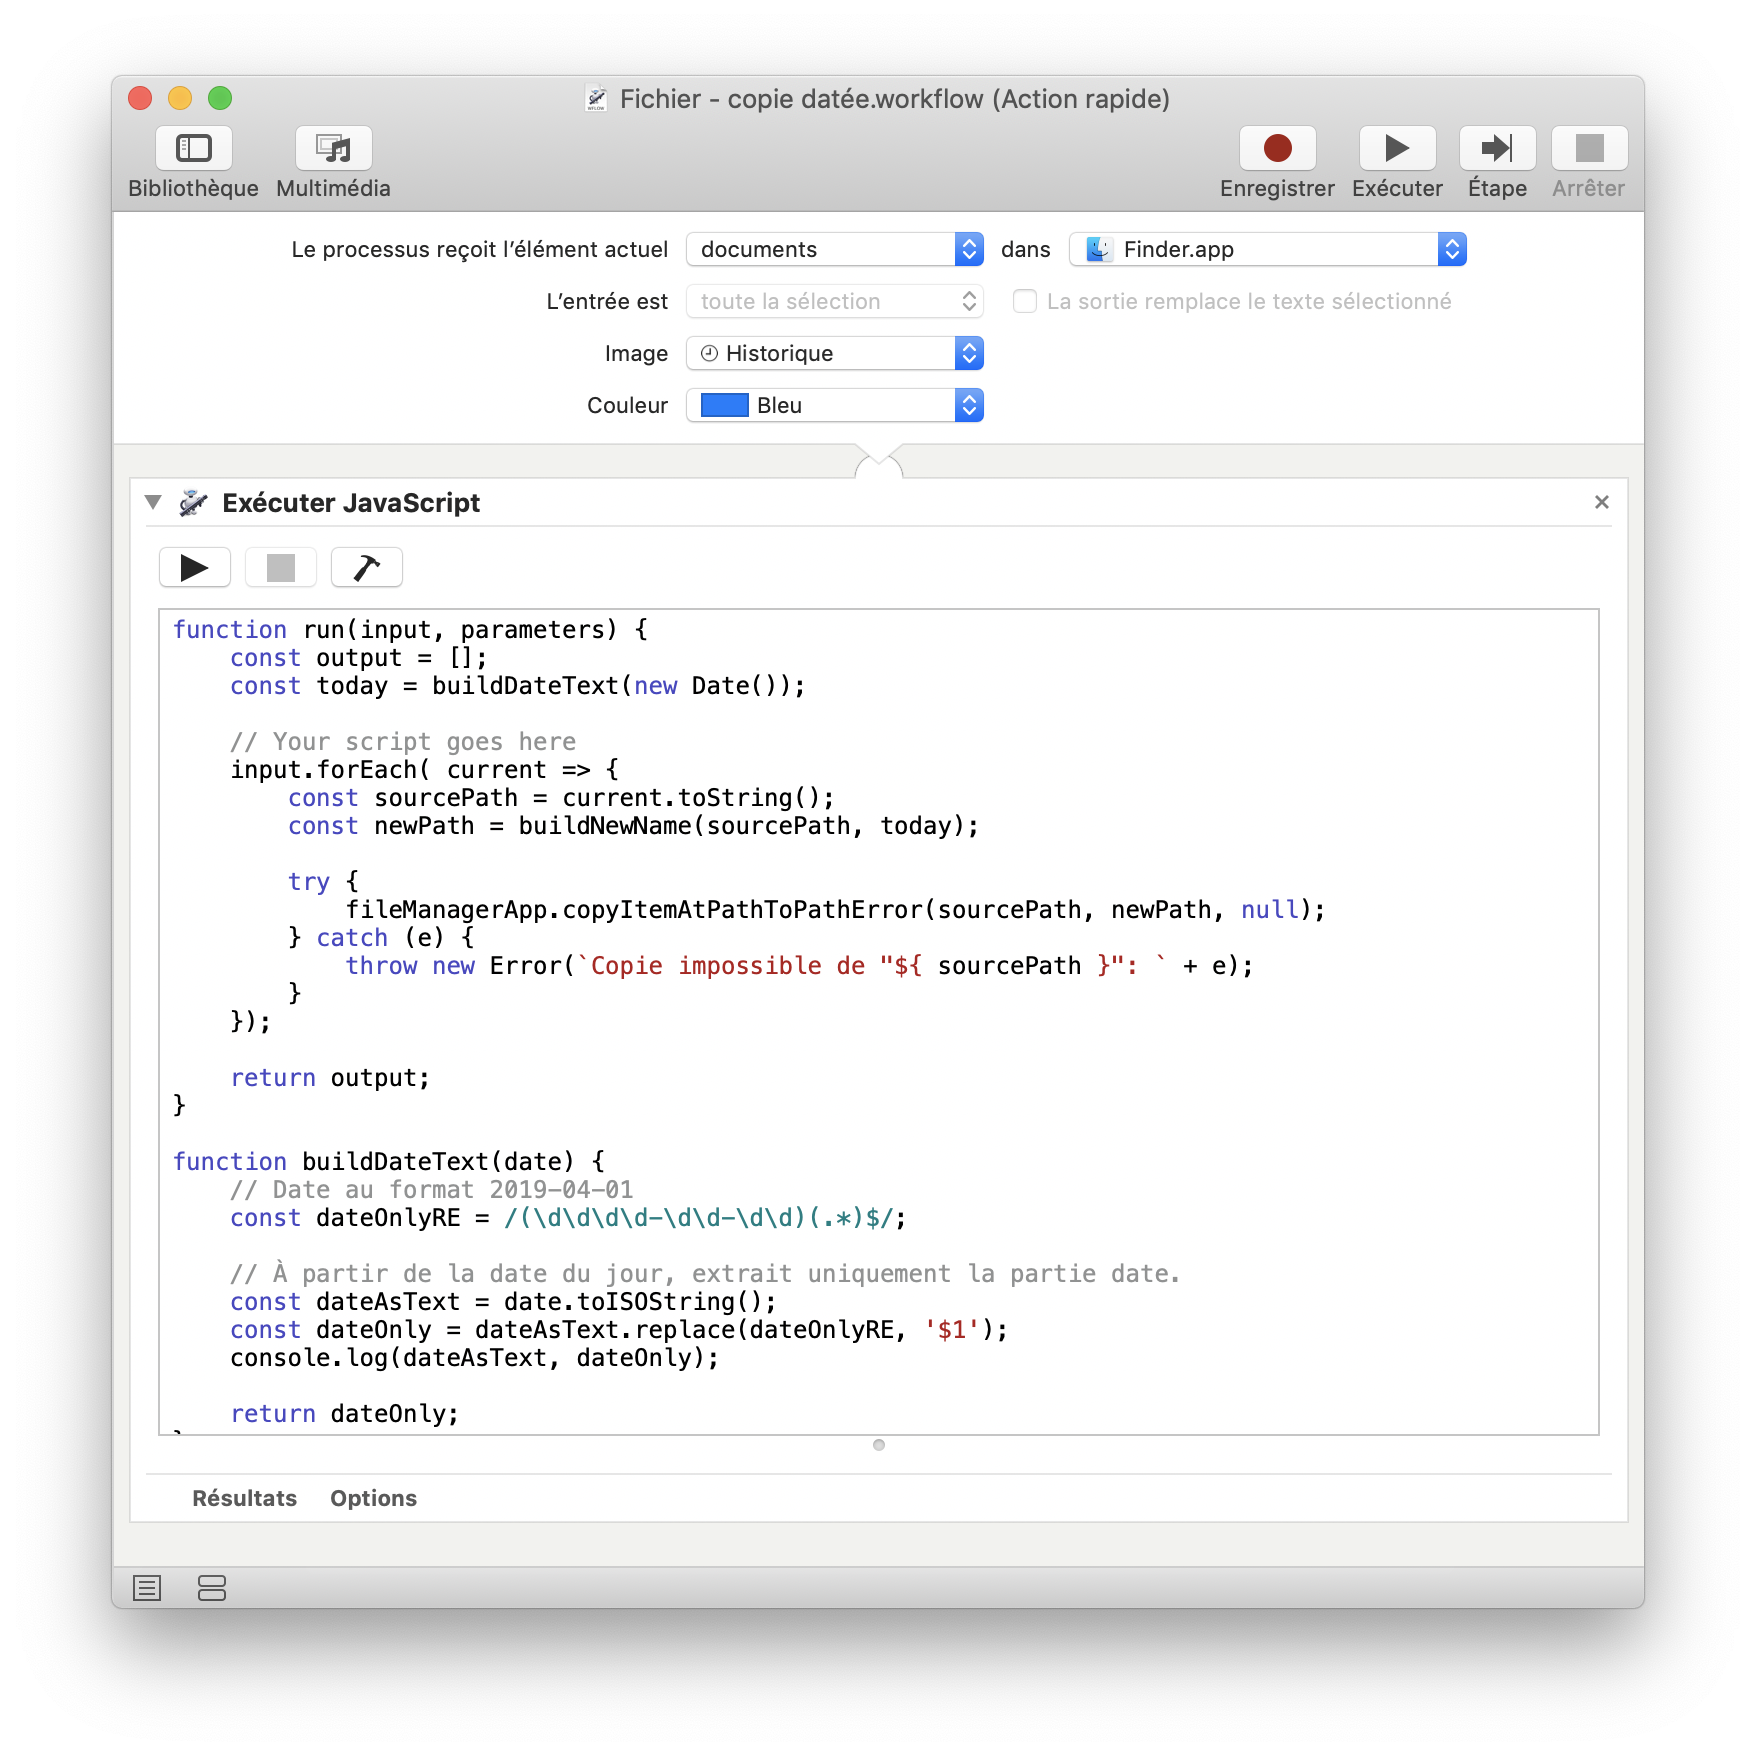 Fichier - copie datée.workflow (Action rapide)
Bibliothèque Multimédia Enregistrer Exécuter Étape Arrêter
Le processus reçoit l’élément actuel documents dans Finder.app
L’entrée est toute la sélection La sortie remplace le texte sélectionné
Image Historique
Couleur Bleu
Exécuter JavaScript
function run(input, parameters) {
    const output = [];
    const today = buildDateText(new Date());
    // Your script goes here
    input.forEach( current => {
        const sourcePath = current.toString();
        const newPath = buildNewName(sourcePath, today);
        try {
            fileManagerApp.copyItemAtPathToPathError(sourcePath, newPath, null);
        } catch (e) {
            throw new Error(`Copie impossible de "${ sourcePath }": ` + e);
        }
    });
    return output;
}
function buildDateText(date) {
    // Date au format 2019-04-01
    const dateOnlyRE = /(\d\d\d\d-\d\d-\d\d)(.*)$/;
    // À partir de la date du jour, extrait uniquement la partie date.
    const dateAsText = date.toISOString();
    const dateOnly = dateAsText.replace(dateOnlyRE, '$1');
    console.log(dateAsText, dateOnly);
    return dateOnly;
Résultats Options